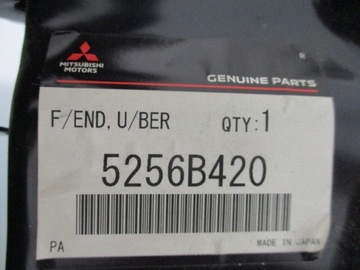 MITSUBISHI
MOTORS
R
GENUINE PARTS
F/END, U/BER QTY:1
5256B420
PA MADE IN JAPAN